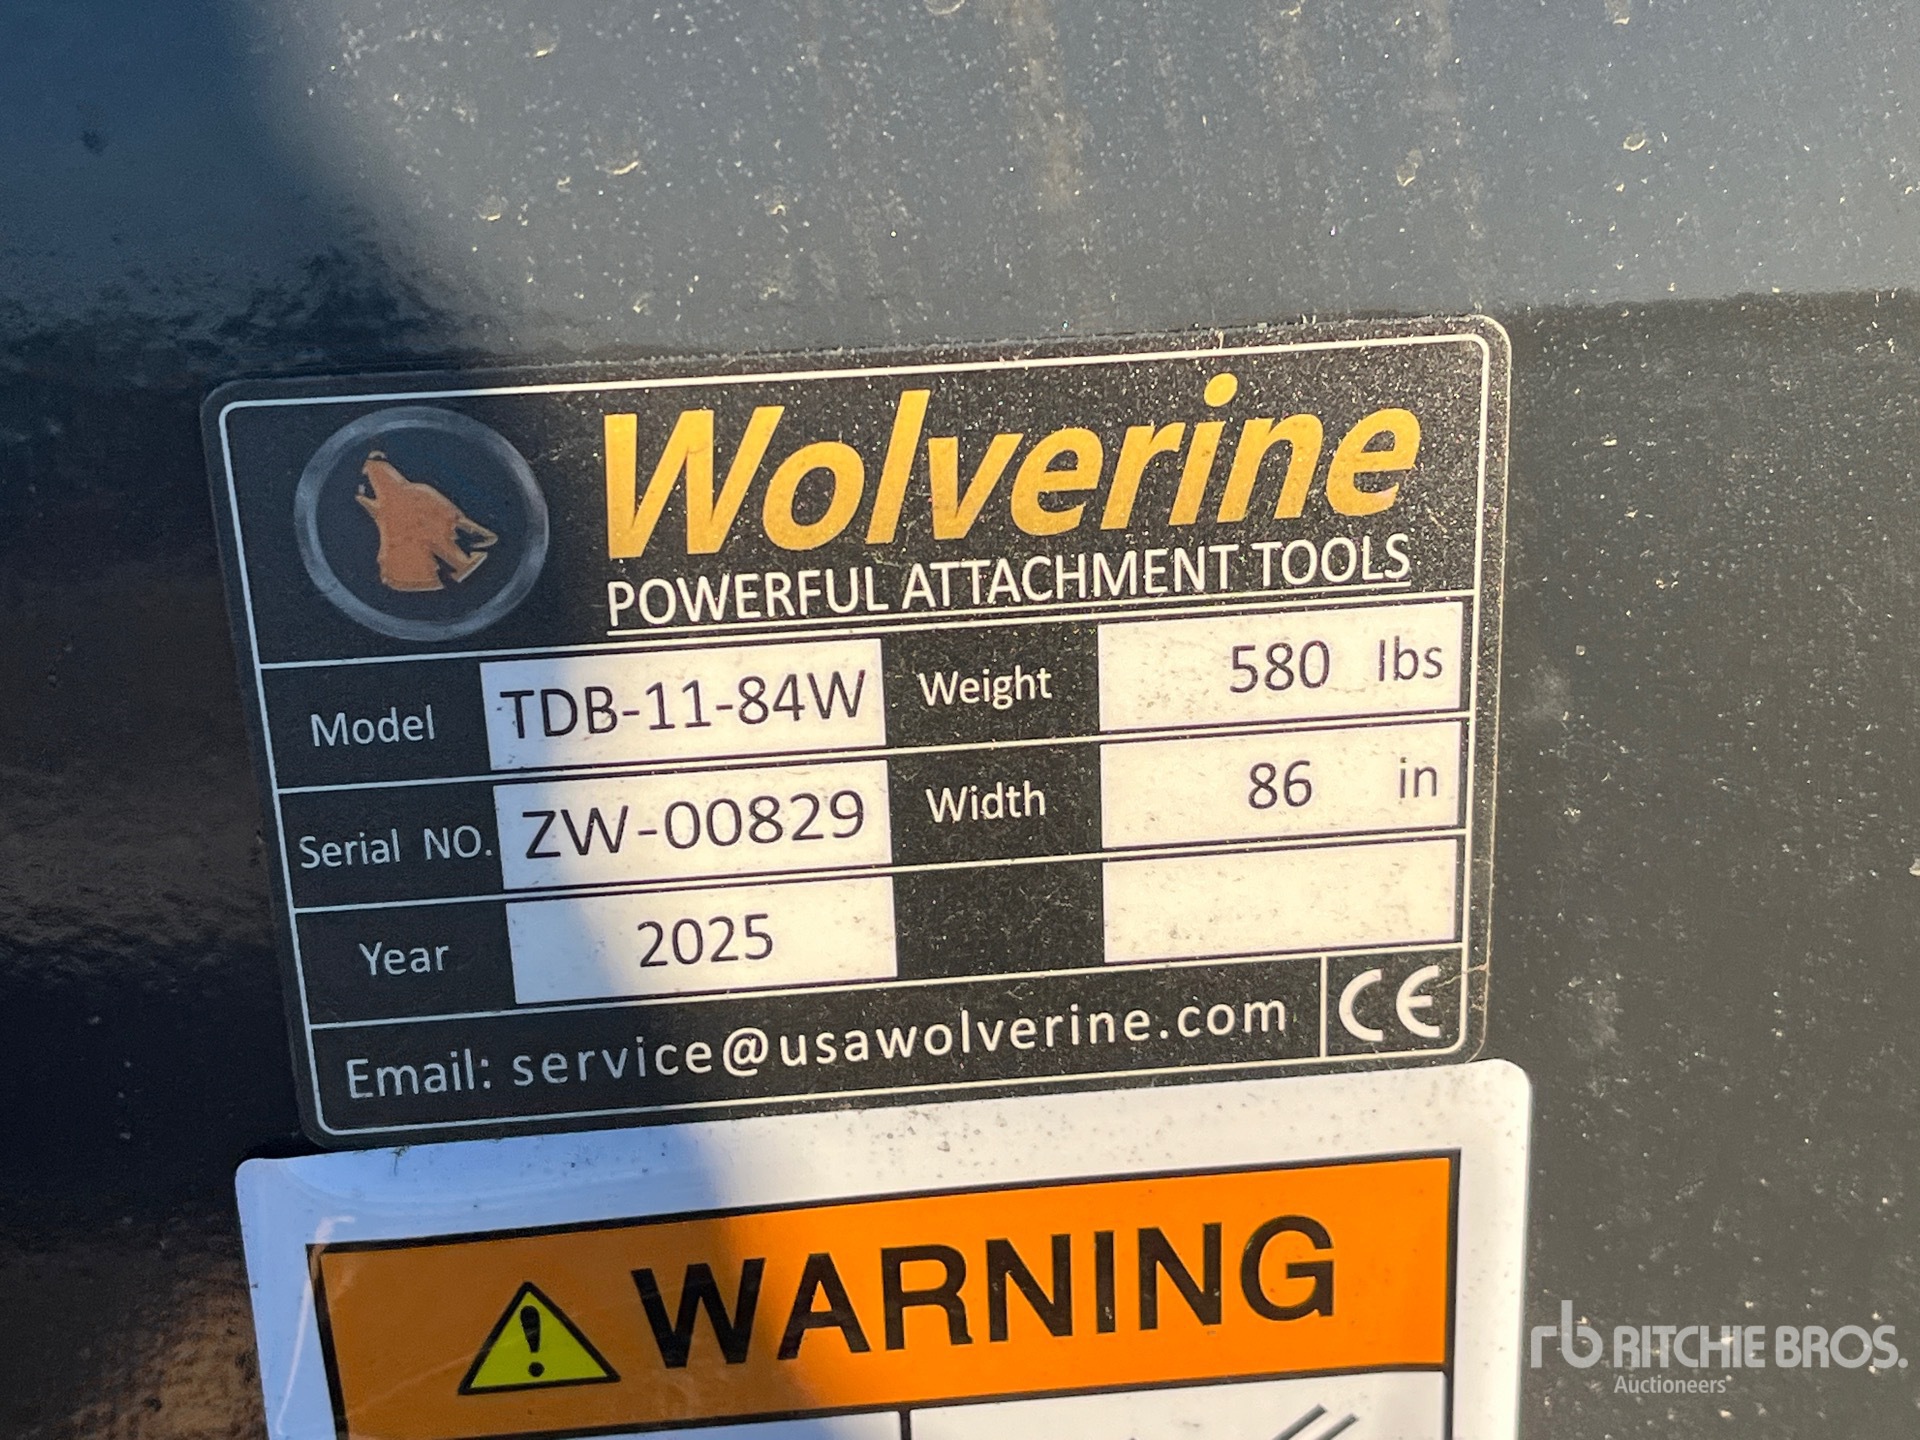 Wolverine
POWERFUL ATTACHMENT TOOLS
Model TDB-11-84W Weight 580 lbs
Serial NO. ZW-00829 Width 86 in
Year 2025
Email: service@usawolverine.com CE
WARNING
rb RITCHIE BROS.
Auctioneers